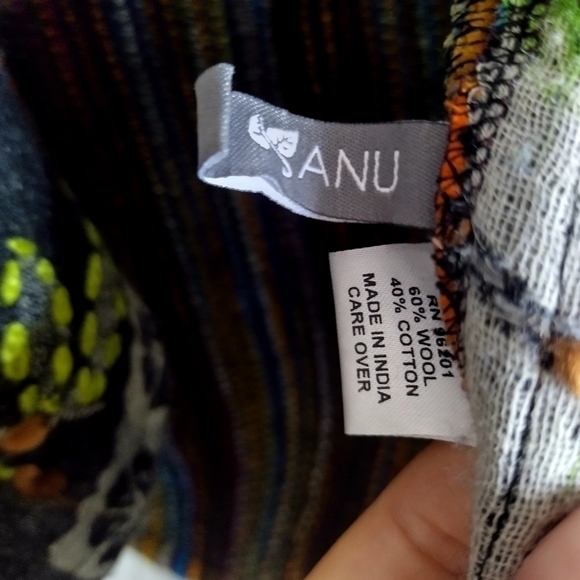 ANU
RN 96201
60% WOOL
40% COTTON
MADE IN INDIA
CARE OVER